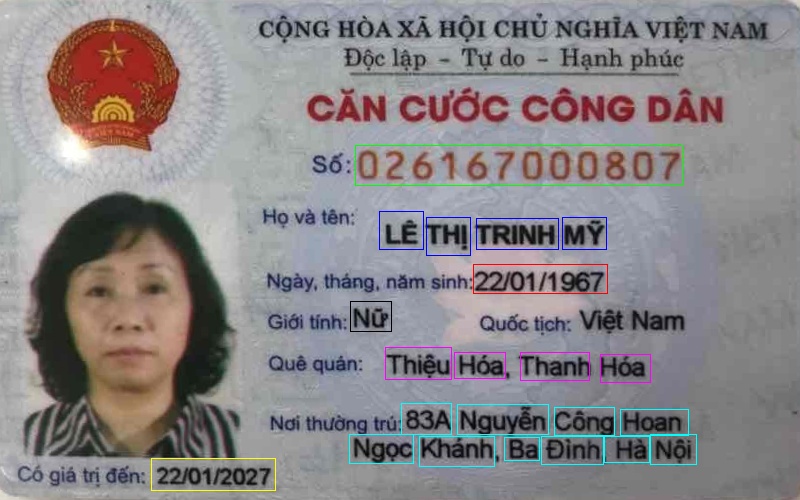 CỘNG HÒA XÃ HỘI CHỦ NGHĨA VIỆT NAM
Độc lập – Tự do – Hạnh phúc
CĂN CƯỚC CÔNG DÂN
Số: 026167000807
Họ và tên: LÊ THỊ TRINH MỸ
Ngày, tháng, năm sinh: 22/01/1967
Giới tính: Nữ Quốc tịch: Việt Nam
Quê quán: Thiệu Hóa, Thanh Hóa
Nơi thường trú: 83A Nguyễn Công Hoan
Ngọc Khánh, Ba Đình, Hà Nội
Có giá trị đến: 22/01/2027